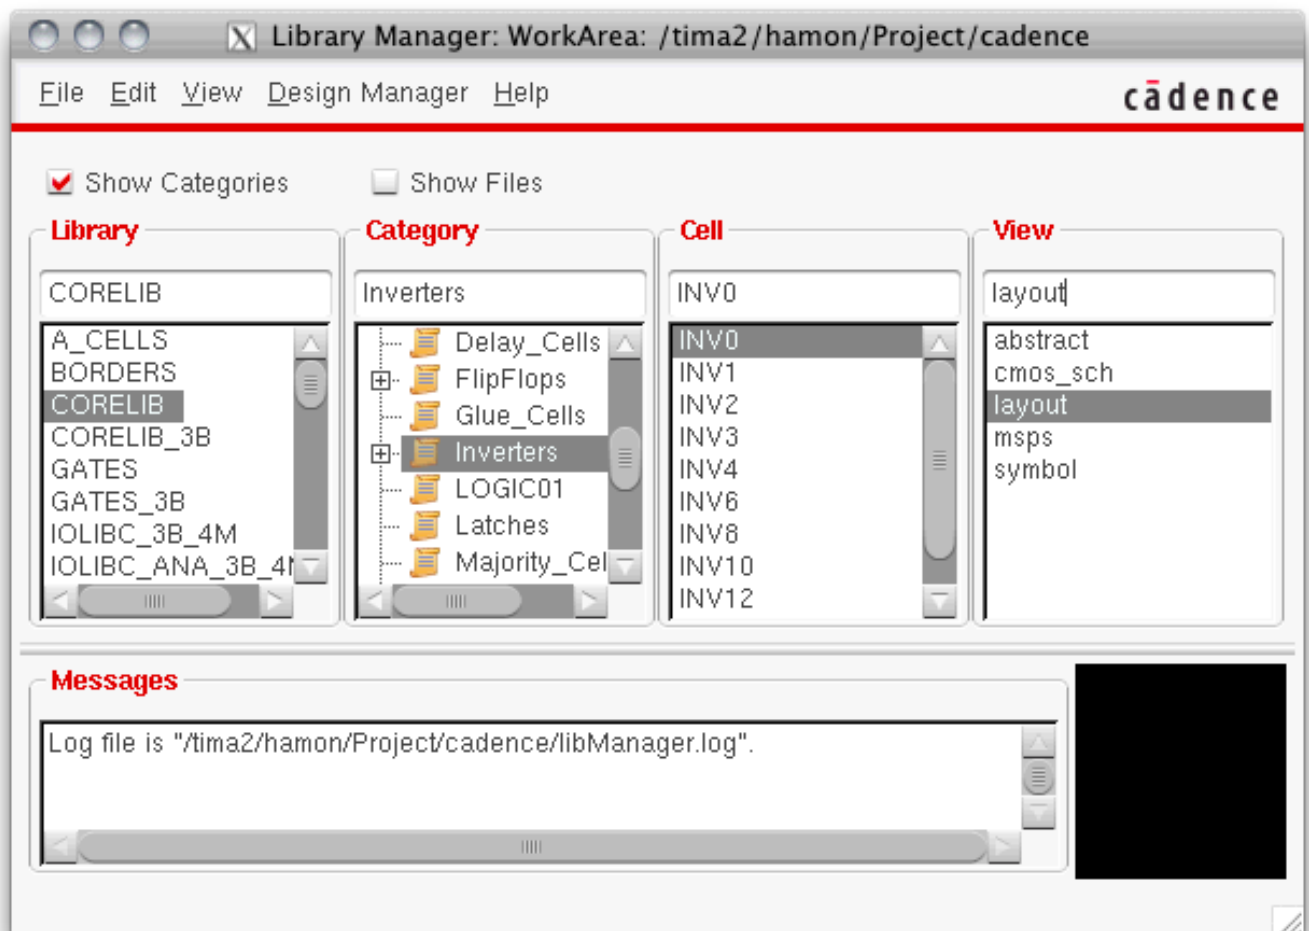 Library Manager: WorkArea: /tima2/hamon/Project/cadence
File Edit View Design Manager Help
cādence
Show Categories
Show Files
Library
CORELIB
A_CELLS
BORDERS
CORELIB
CORELIB_3B
GATES
GATES_3B
IOLIBC_3B_4M
IOLIBC_ANA_3B_4
Category
Inverters
Delay_Cells
FlipFlops
Glue_Cells
Inverters
LOGIC01
Latches
Majority_Cel
Cell
INV0
INV0
INV1
INV2
INV3
INV4
INV6
INV8
INV10
INV12
View
layout
abstract
cmos_sch
layout
msps
symbol
Messages
Log file is "/tima2/hamon/Project/cadence/libManager.log".